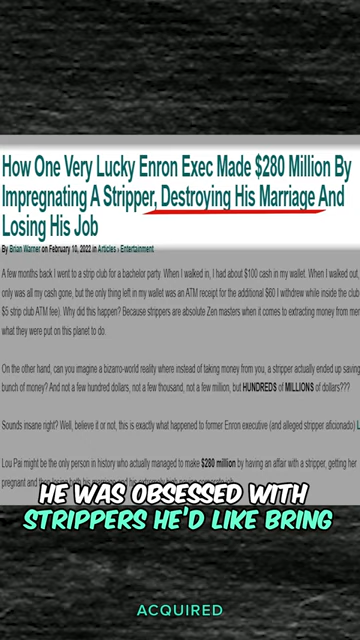 How One Very Lucky Enron Exec Made $280 Million By
Impregnating A Stripper, Destroying His Marriage And
Losing His Job
By Brian Warner on February 10, 2022 in Articles › Entertainment
A few months back I went to a strip club for a bachelor party. When I walked in, I had about $100 cash in my wallet. When I walked out,
only was all my cash gone, but the only thing left in my wallet was an ATM receipt for the additional $60 I withdrew while inside the club
$5 strip club ATM fee). Why did this happen? Because strippers are absolute Zen masters when it comes to extracting money from mer
what they were put on this planet to do.
On the other hand, can you imagine a bizarro-world reality where instead of taking money from you, a stripper actually ended up saving
bunch of money? And not a few hundred dollars, not a few thousand, not a few million, but HUNDREDS of MILLIONS of dollars???
Sounds insane right? Well, believe it or not, this is exactly what happened to former Enron executive (and alleged stripper aficionado) L
Lou Pai might be the only person in history who actually managed to make $280 million by having an affair with a stripper, getting her
pregnant and then losing both his marriage and his
HE WAS OBSESSED WITH
STRIPPERS HE'D LIKE BRING
ACQUIRED